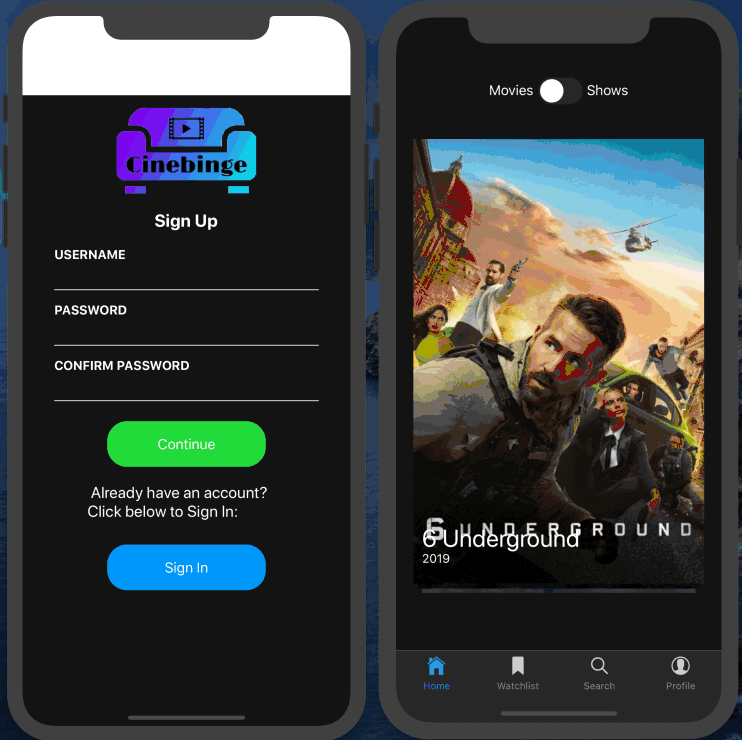 Cinebinge
Sign Up
USERNAME
PASSWORD
CONFIRM PASSWORD
Continue
Already have an account?
Click below to Sign In:
Sign In
Movies
Shows
6 UNDERGROUND
6 Underground
2019
Home
Watchlist
Search
Profile